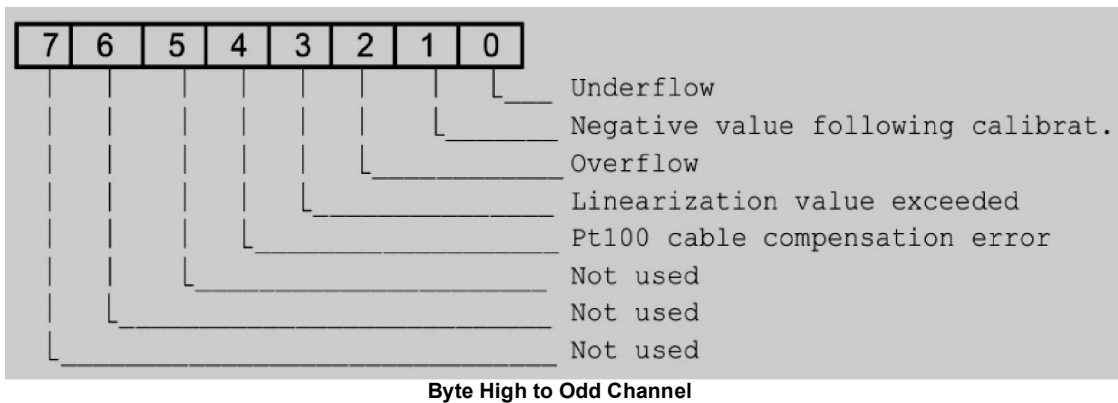 7 6 5 4 3 2 1 0
Underflow
Negative value following calibrat.
Overflow
Linearization value exceeded
Pt100 cable compensation error
Not used
Not used
Not used
Byte High to Odd Channel